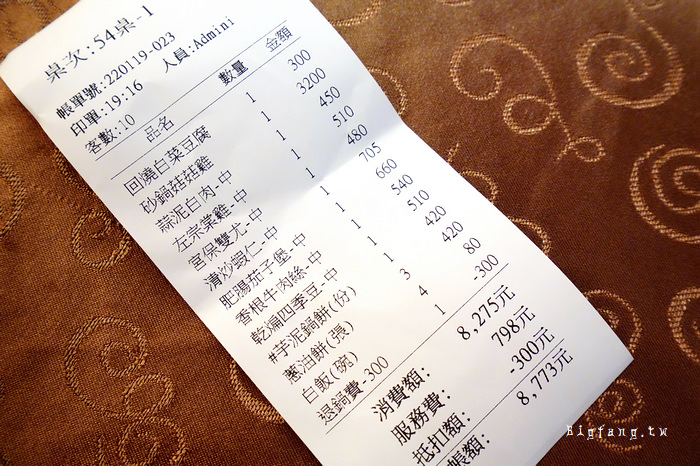 桌次:54桌-1
帳單號:220119-023
印單:19:16 人員:Admini
客數:10
品名 數量 金額
回燒白菜豆腐 1 300
砂鍋菇菇雞 1 3200
蒜泥白肉-中 1 450
左宗棠雞-中 1 510
宮保雙尤-中 1 480
清炒蝦仁-中 1 705
肥腸茄子堡-中 1 660
香根牛肉絲-中 1 540
乾煸四季豆-中 1 510
#芋泥鍋餅(份) 1 420
蔥油餅(張) 3 420
白飯(碗) 4 80
退鍋費-300 1 -300
消費額: 8,275元
服務費: 798元
抵扣額: -300元
帳額: 8,773元
Bigfang.tw